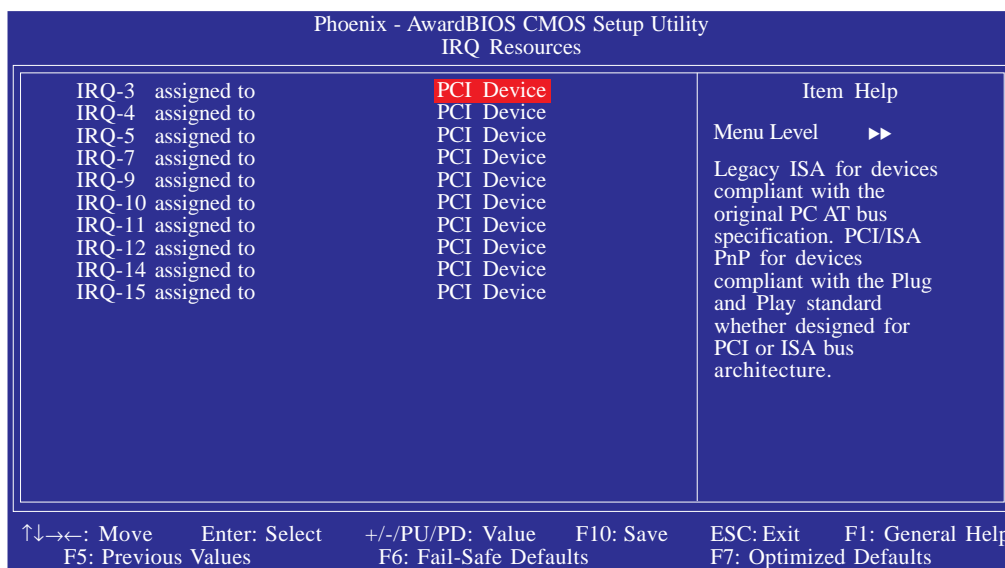 Phoenix - AwardBIOS CMOS Setup Utility
IRQ Resources
IRQ-3 assigned to PCI Device
IRQ-4 assigned to PCI Device
IRQ-5 assigned to PCI Device
IRQ-7 assigned to PCI Device
IRQ-9 assigned to PCI Device
IRQ-10 assigned to PCI Device
IRQ-11 assigned to PCI Device
IRQ-12 assigned to PCI Device
IRQ-14 assigned to PCI Device
IRQ-15 assigned to PCI Device
Item Help
Menu Level ▶▶
Legacy ISA for devices
compliant with the
original PC AT bus
specification. PCI/ISA
PnP for devices
compliant with the Plug
and Play standard
whether designed for
PCI or ISA bus
architecture.
↑↓→←: Move Enter: Select +/-/PU/PD: Value F10: Save ESC: Exit F1: General Help
F5: Previous Values F6: Fail-Safe Defaults F7: Optimized Defaults